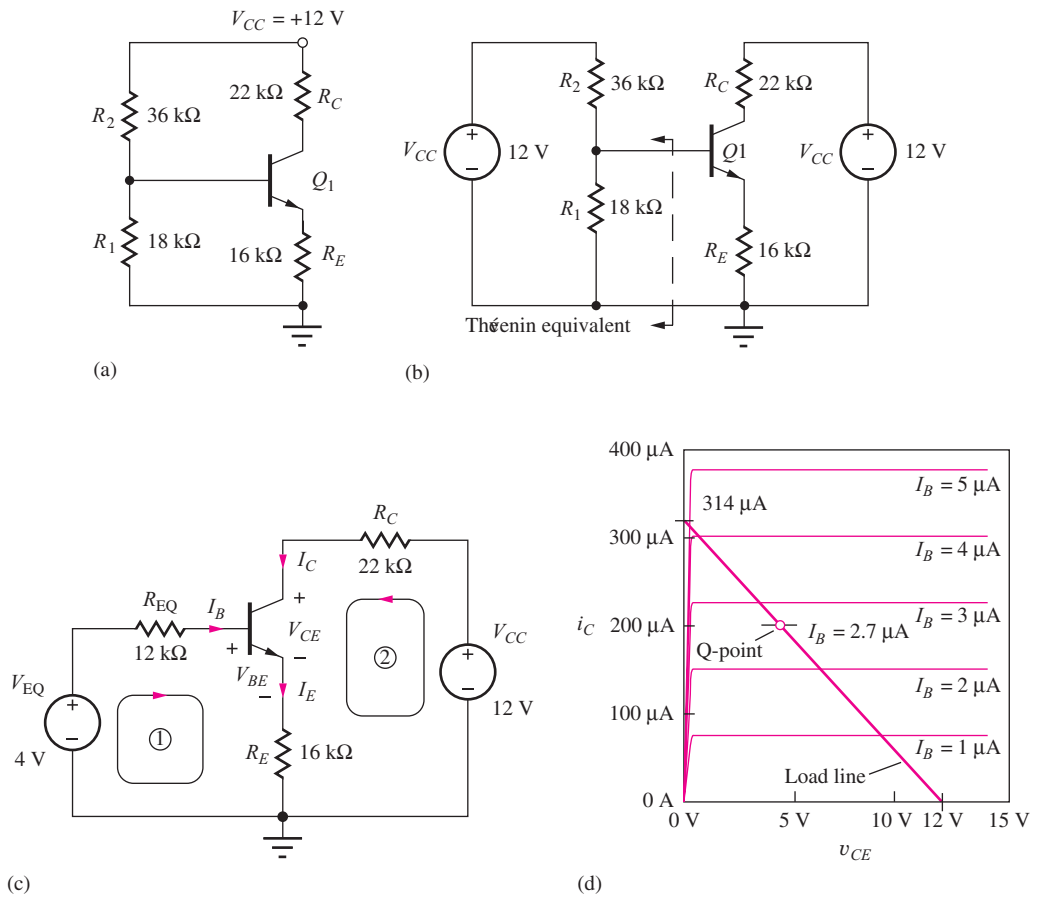 V_CC = +12 V
22 kΩ R_C
R_2 36 kΩ
Q_1
R_1 18 kΩ
16 kΩ R_E
(a)
R_2 36 kΩ
R_C 22 kΩ
V_CC 12 V
Q1
V_CC 12 V
R_1 18 kΩ
R_E 16 kΩ
Thévenin equivalent
(b)
R_C
22 kΩ
I_C
R_EQ
I_B
12 kΩ
+
V_CE
–
+
V_BE
–
I_E
V_EQ
+
–
4 V
1
2
V_CC
+
–
12 V
R_E 16 kΩ
(c)
400 µA
I_B = 5 µA
314 µA
300 µA
I_B = 4 µA
I_B = 3 µA
i_C 200 µA
I_B = 2.7 µA
Q-point
I_B = 2 µA
100 µA
I_B = 1 µA
Load line
0 A
0 V 5 V 10 V 12 V 15 V
v_CE
(d)